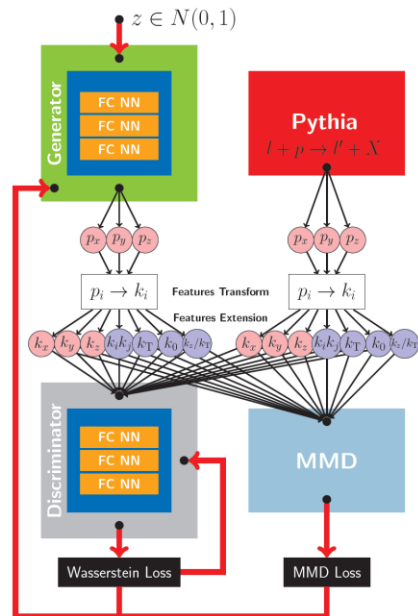 z ∈ N(0, 1)
Generator
FC NN
FC NN
FC NN
Pythia
l + p → l′ + X
p_x p_y p_z
p_x p_y p_z
p_i → k_i
Features Transform
p_i → k_i
Features Extension
k_x k_y k_z k_i k_j k_T k_0 k_z/k_T
k_x k_y k_z k_i k_j k_T k_0 k_z/k_T
Discriminator
FC NN
FC NN
FC NN
MMD
Wasserstein Loss
MMD Loss